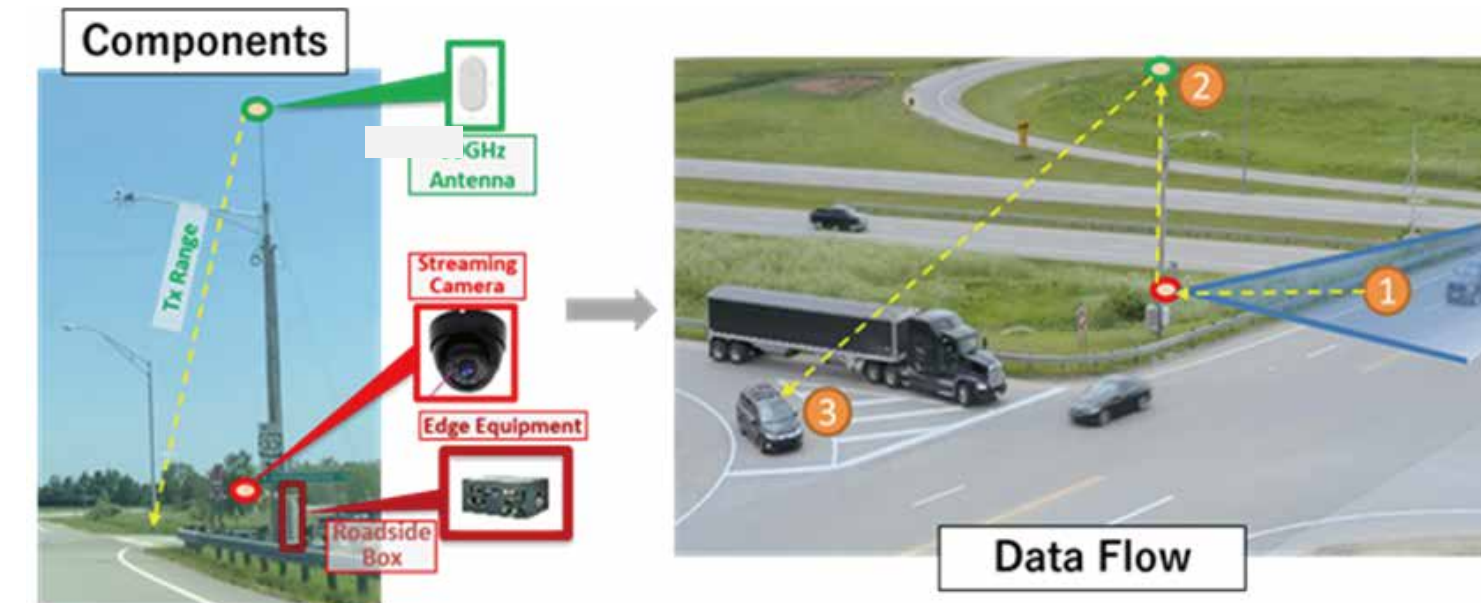 Components
GHz
Antenna
Tx Range
Streaming
Camera
Edge Equipment
Roadside
Box
1
2
3
Data Flow